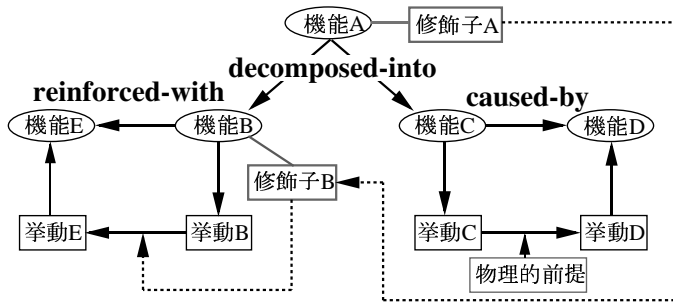 機能A
修飾子A
decomposed-into
reinforced-with
caused-by
機能E
機能B
機能C
機能D
修飾子B
挙動E
挙動B
挙動C
挙動D
物理的前提